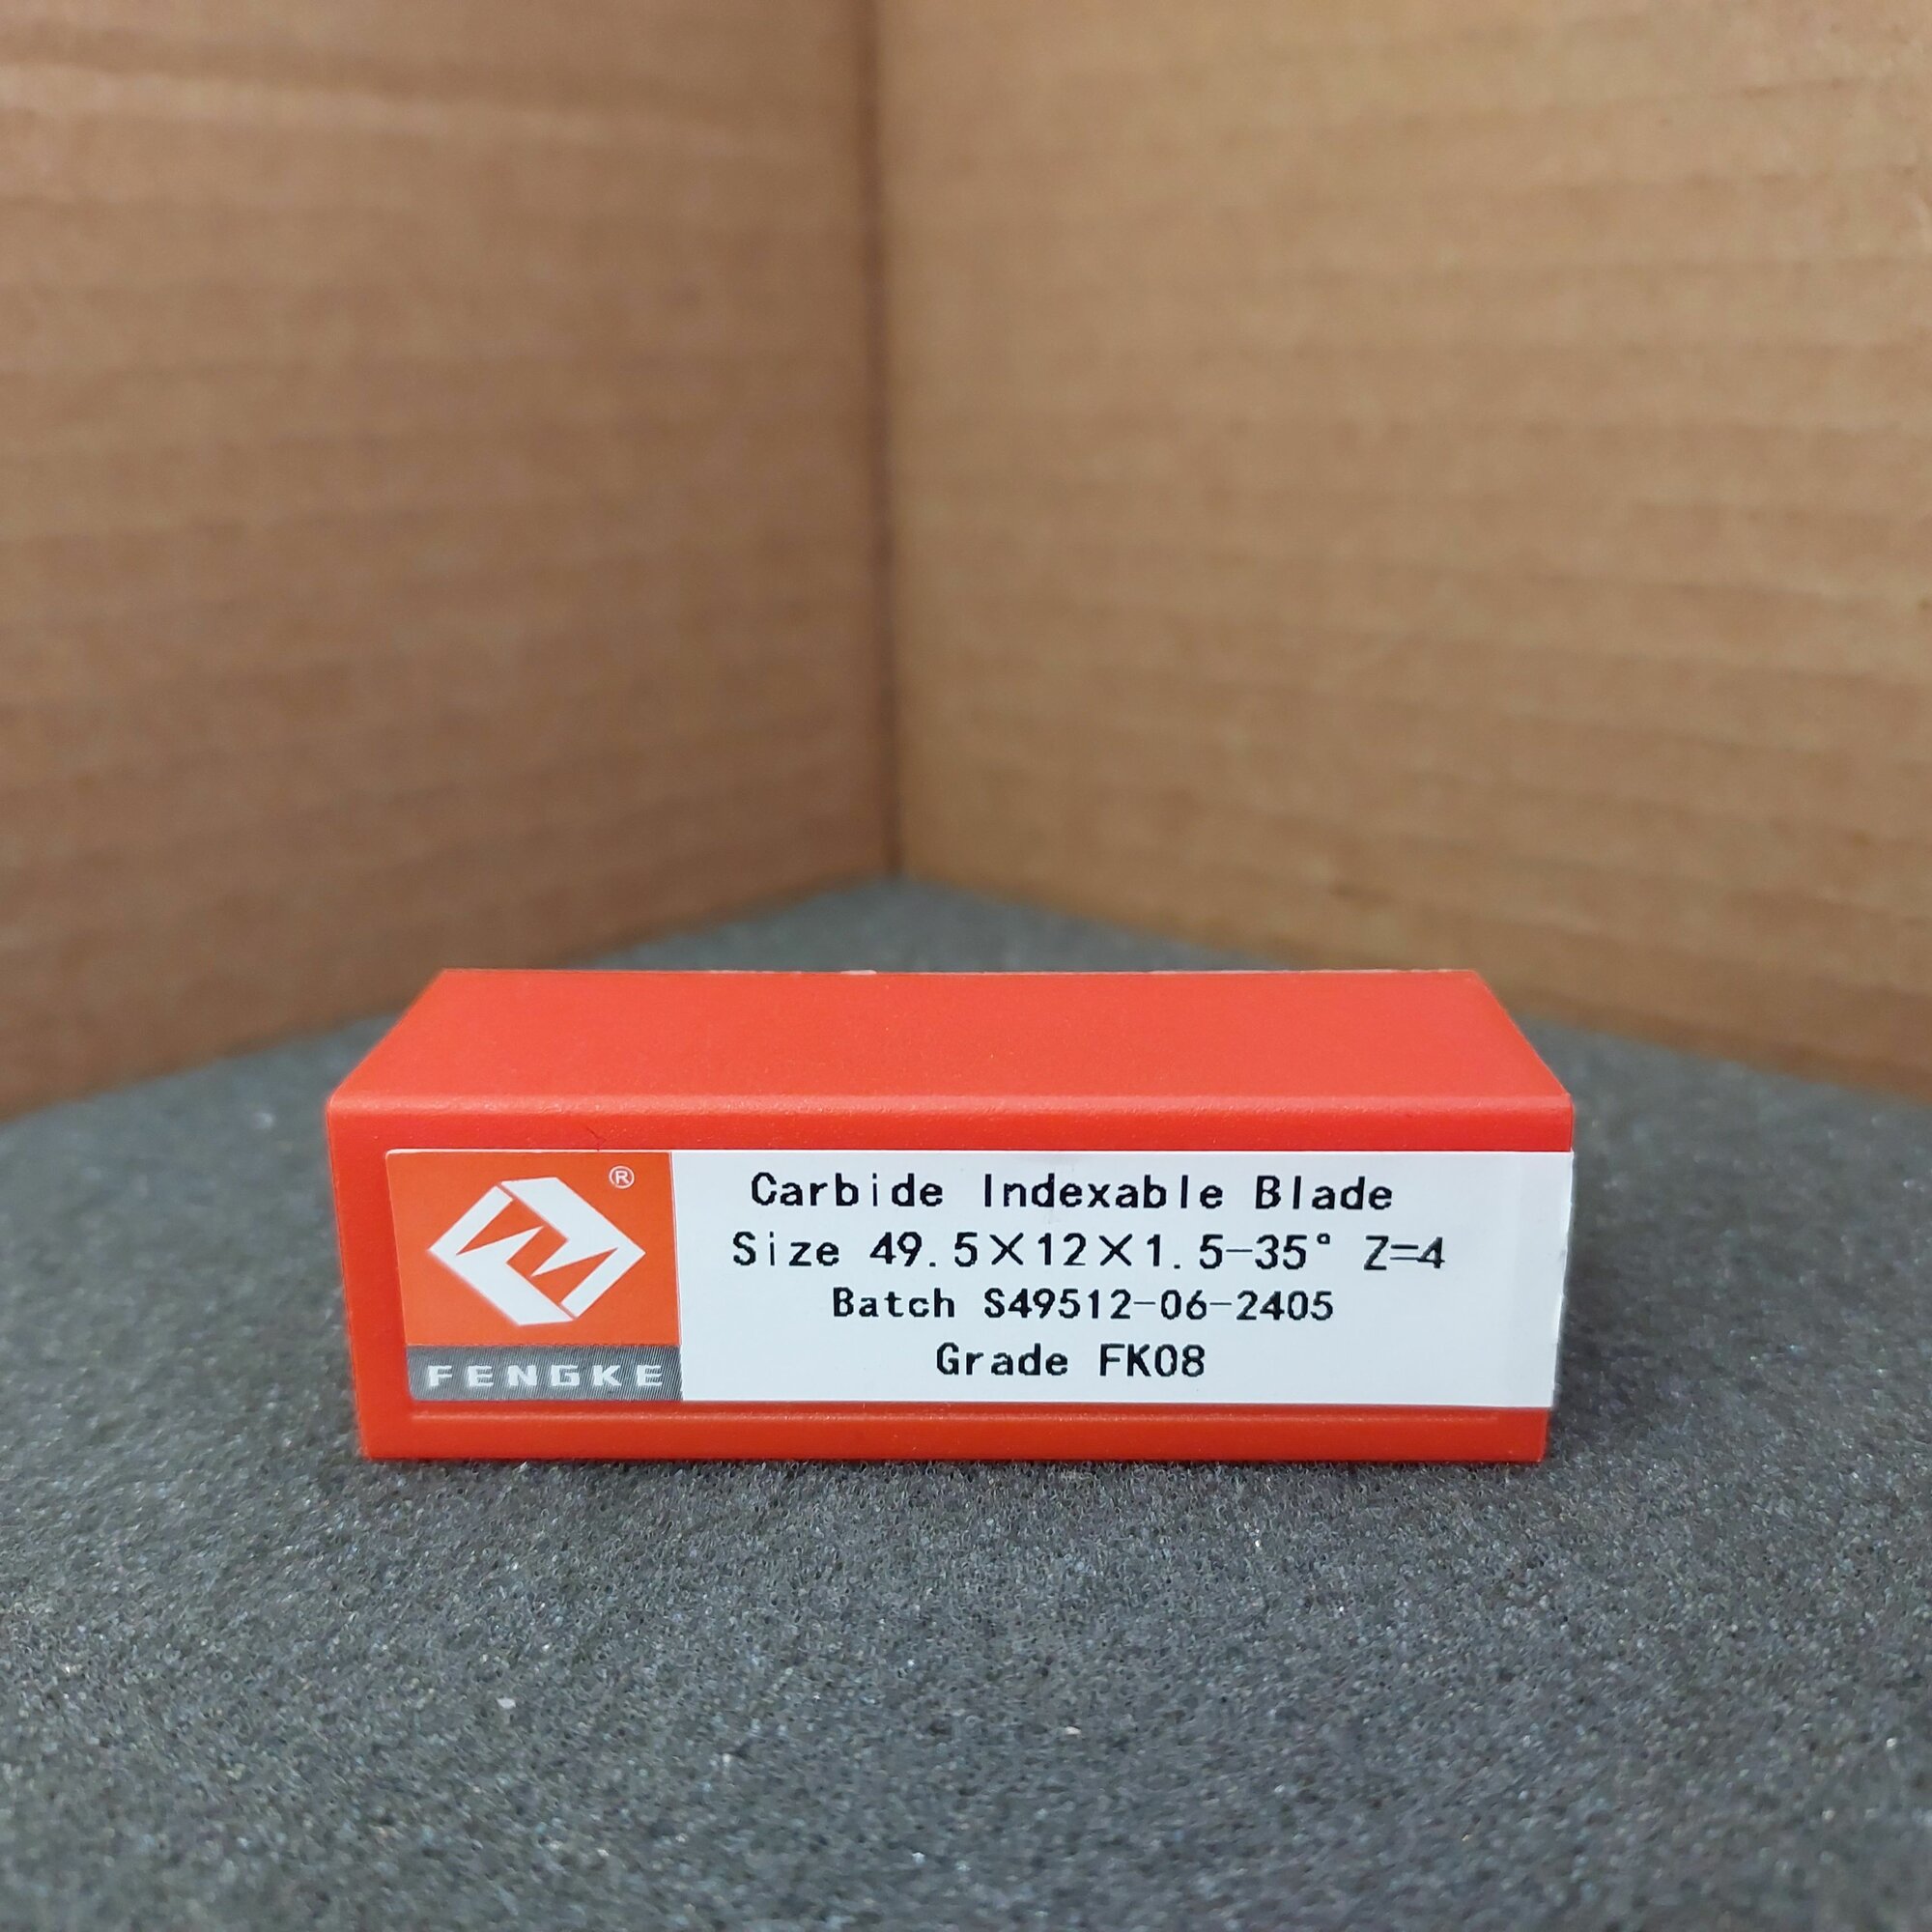 ®
FENGKE
Carbide Indexable Blade
Size 49.5×12×1.5-35° Z=4
Batch S49512-06-2405
Grade FK08